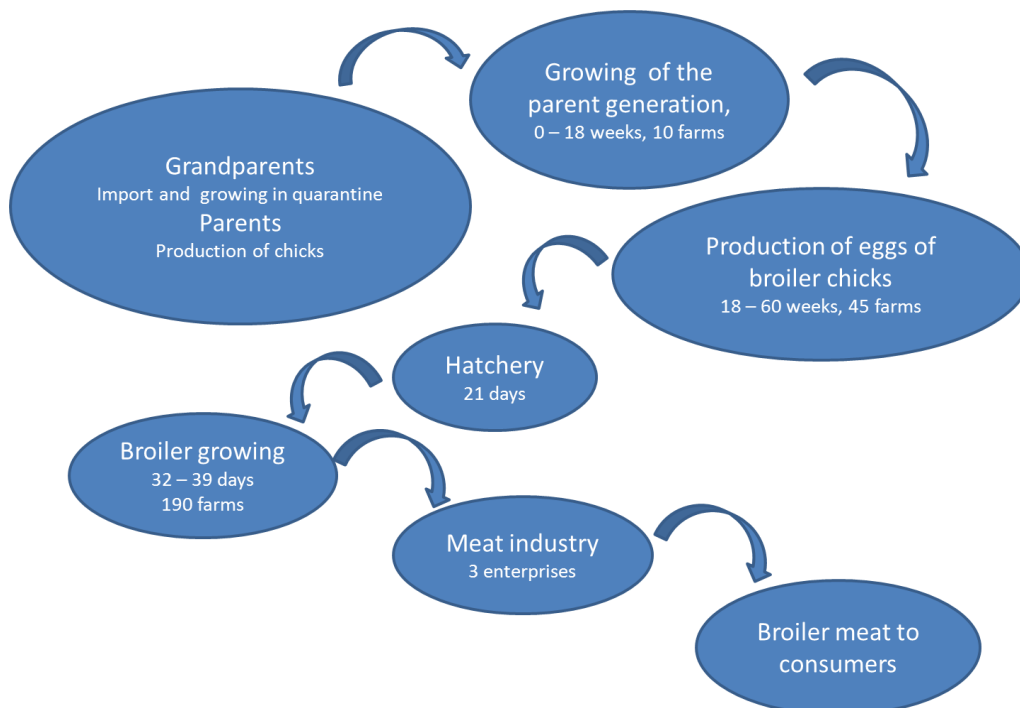 Grandparents
Import and growing in quarantine
Parents
Production of chicks
Growing of the
parent generation,
0 – 18 weeks, 10 farms
Production of eggs of
broiler chicks
18 – 60 weeks, 45 farms
Hatchery
21 days
Broiler growing
32 – 39 days
190 farms
Meat industry
3 enterprises
Broiler meat to
consumers